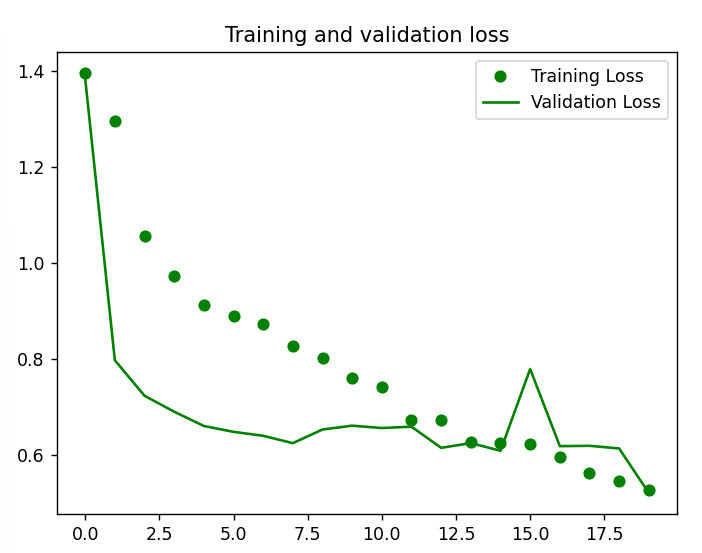 Training and validation loss
Training Loss
Validation Loss
1.4
1.2
1.0
0.8
0.6
0.0 2.5 5.0 7.5 10.0 12.5 15.0 17.5